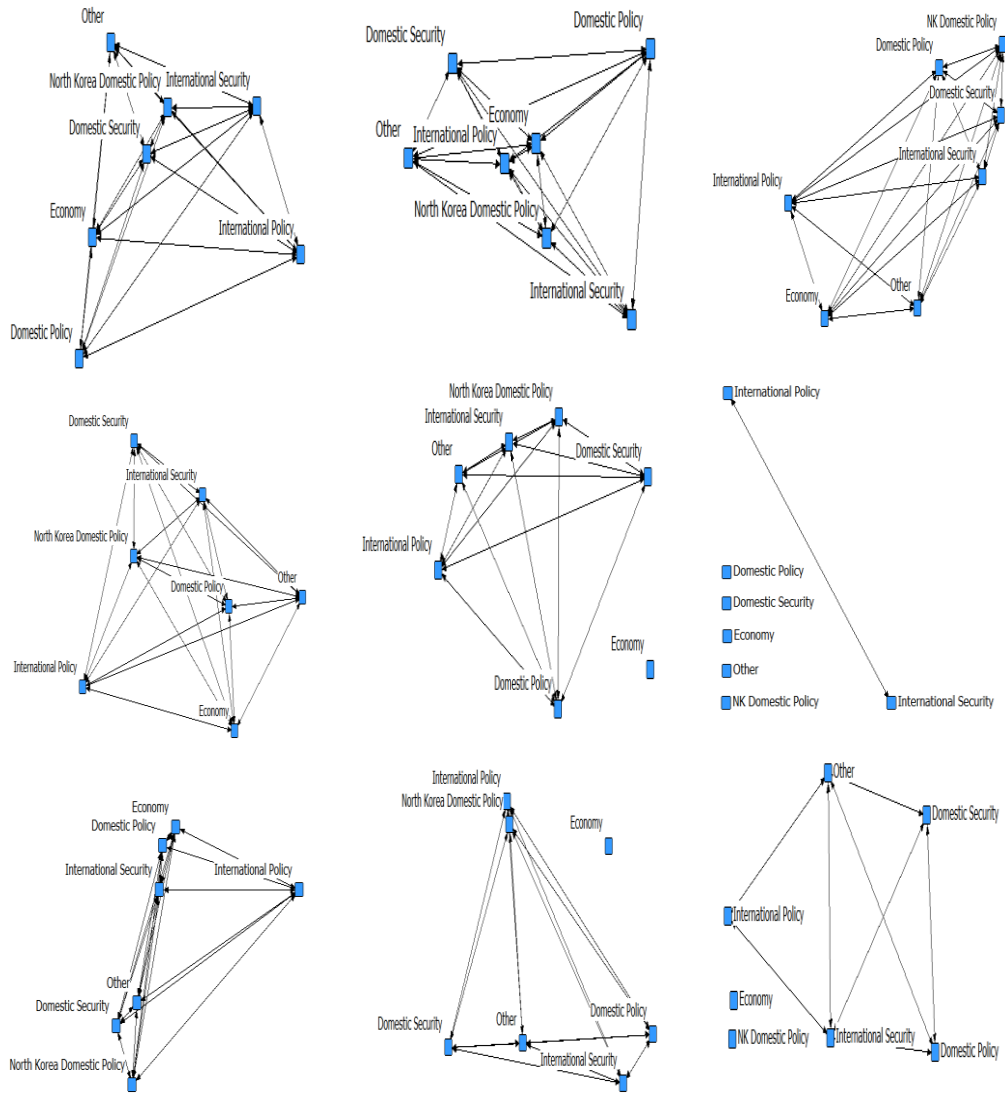 Other
North Korea Domestic Policy
International Security
Domestic Security
Economy
International Policy
Domestic Policy
Domestic Policy
Domestic Security
Economy
Other
International Policy
North Korea Domestic Policy
International Security
NK Domestic Policy
Domestic Policy
Domestic Security
International Security
International Policy
Economy
Other
Domestic Security
International Security
North Korea Domestic Policy
Domestic Policy
Other
International Policy
Economy
North Korea Domestic Policy
International Security
Other
Domestic Security
International Policy
Economy
Domestic Policy
International Policy
Domestic Policy
Domestic Security
Economy
Other
NK Domestic Policy
International Security
Economy
Domestic Policy
International Security
International Policy
Other
Domestic Security
North Korea Domestic Policy
International Policy
North Korea Domestic Policy
Economy
Domestic Security
Other
Domestic Policy
International Security
Other
Domestic Security
International Policy
Economy
NK Domestic Policy
International Security
Domestic Policy